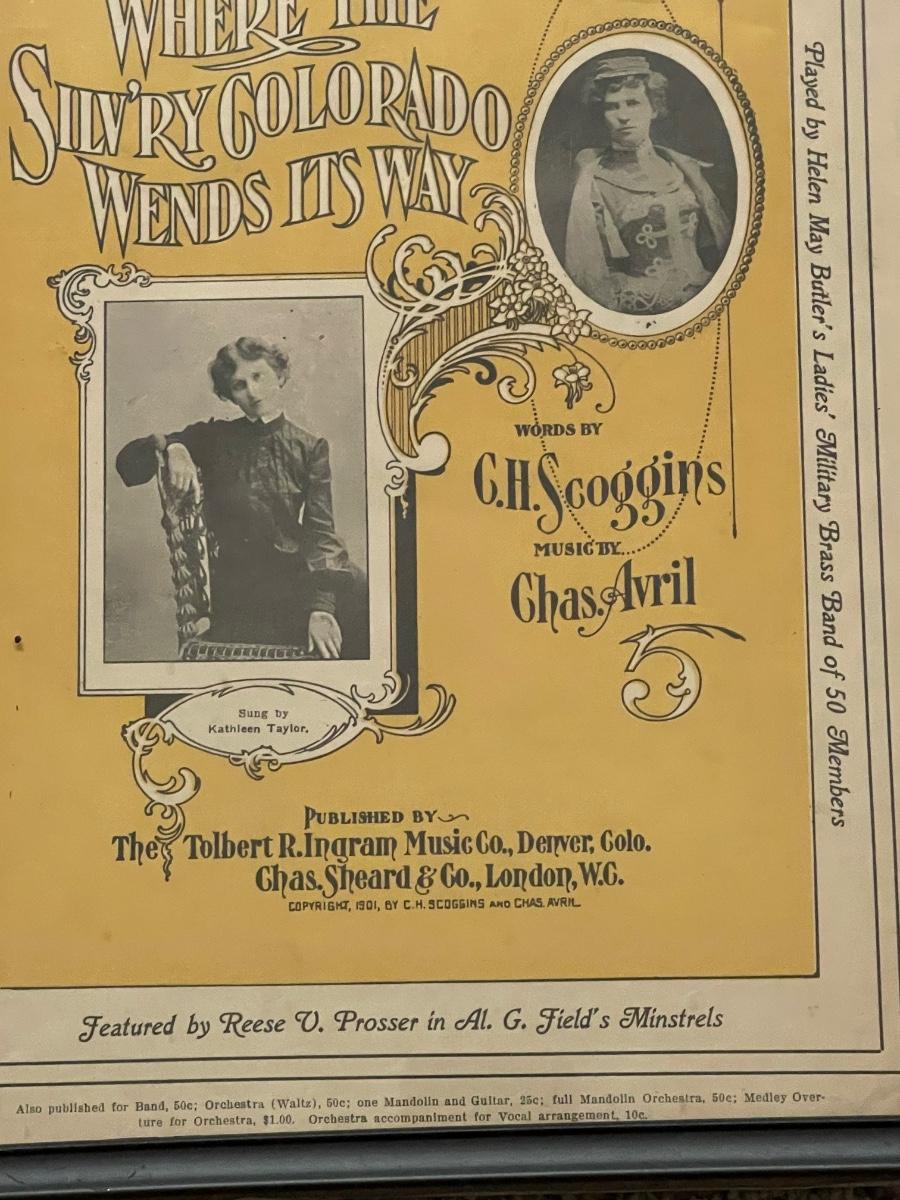 WHERE THE
SILV'RY COLORADO
WENDS ITS WAY
Played by Helen May Butler's Ladies' Military Brass Band of 50 Members
WORDS BY
C.H. Scoggins
MUSIC BY
Chas. Avril
5
Sung by
Kathleen Taylor.
PUBLISHED BY
The Tolbert R. Ingram Music Co., Denver, Colo.
Chas. Sheard & Co., London, W.C.
COPYRIGHT, 1901, BY C.H. SCOGGINS AND CHAS. AVRIL
Featured by Reese V. Prosser in Al. G. Field's Minstrels
Also published for Band, 50c; Orchestra (Waltz), 50c; one Mandolin and Guitar, 25c; full Mandolin Orchestra, 50c; Medley Over-
ture for Orchestra, $1.00. Orchestra accompaniment for Vocal arrangement, 10c.